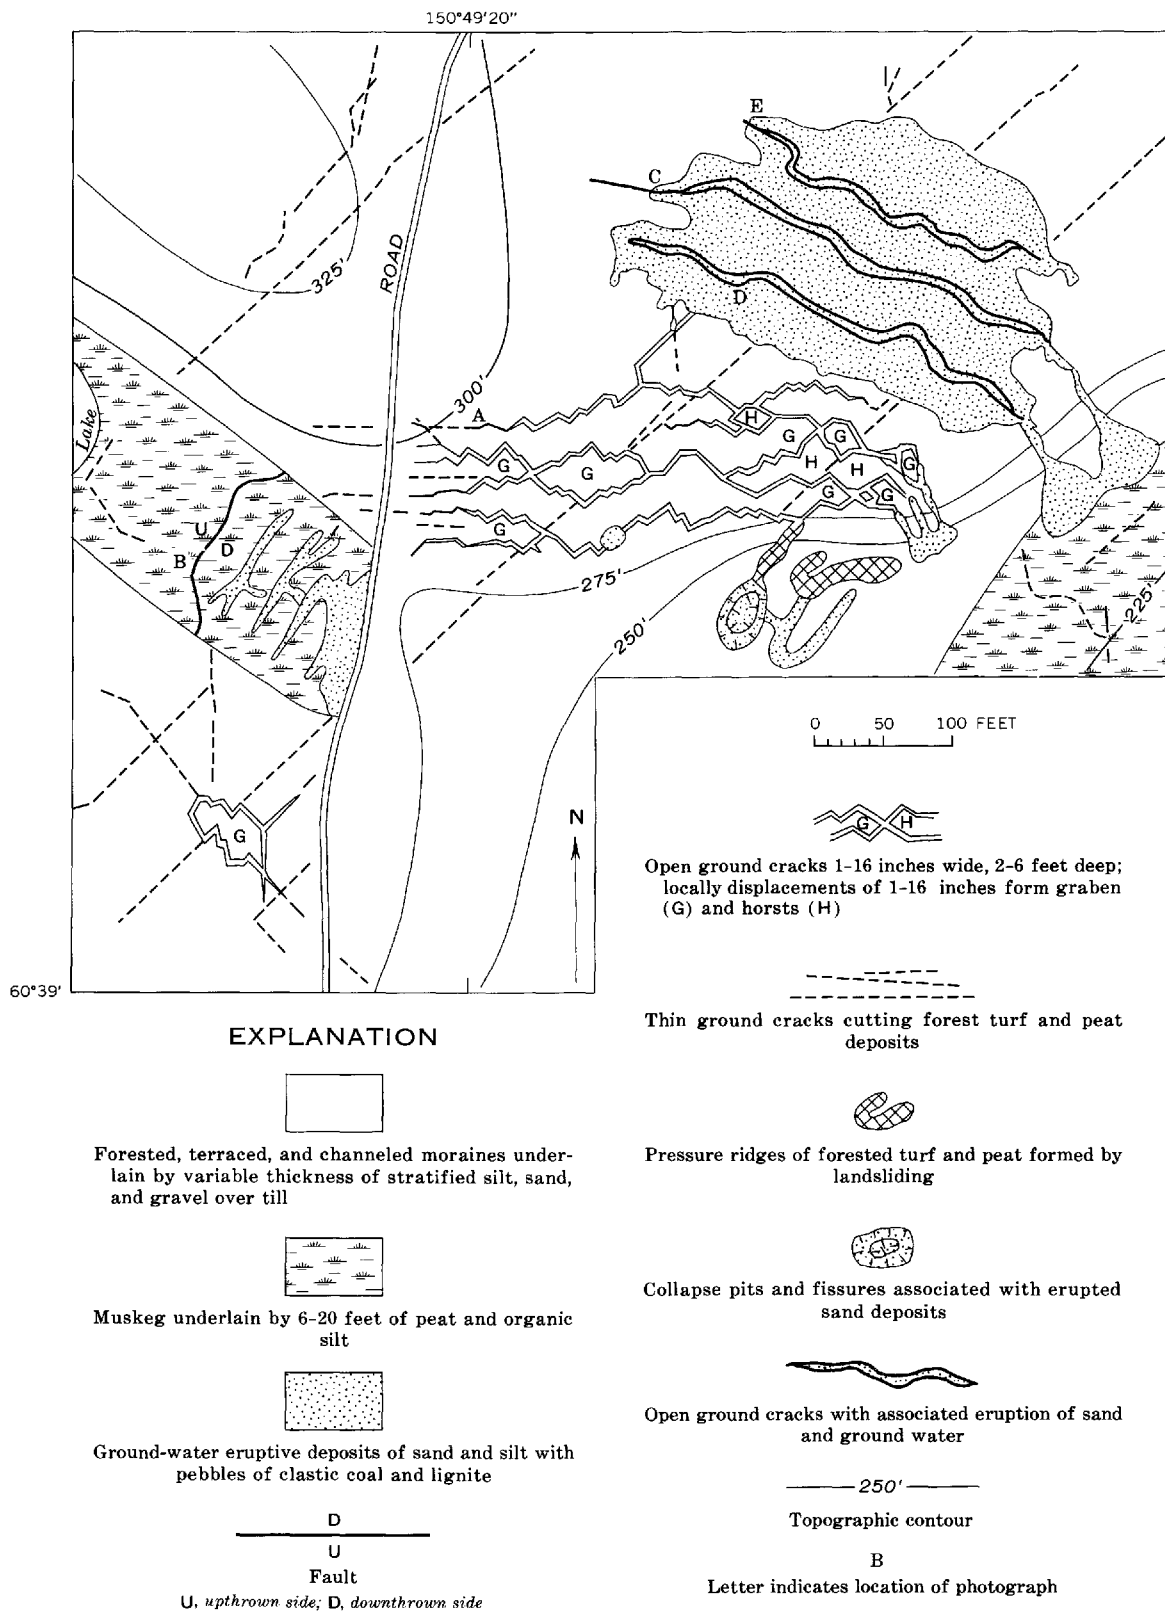 150°49'20"
E
C
325'
ROAD
D
300'
A
H
Lake
G
G
G
G
H
H
G
G
G
G
U
D
B
G
275'
250'
225'
G
0 50 100 FEET
N
G H
Open ground cracks 1-16 inches wide, 2-6 feet deep;
locally displacements of 1-16 inches form graben
(G) and horsts (H)
60°39'
Thin ground cracks cutting forest turf and peat
deposits
EXPLANATION
Forested, terraced, and channeled moraines under-
lain by variable thickness of stratified silt, sand,
and gravel over till
Pressure ridges of forested turf and peat formed by
landsliding
Muskeg underlain by 6-20 feet of peat and organic
silt
Collapse pits and fissures associated with erupted
sand deposits
Ground-water eruptive deposits of sand and silt with
pebbles of clastic coal and lignite
Open ground cracks with associated eruption of sand
and ground water
D
U
Fault
U, upthrown side; D, downthrown side
250'
Topographic contour
B
Letter indicates location of photograph